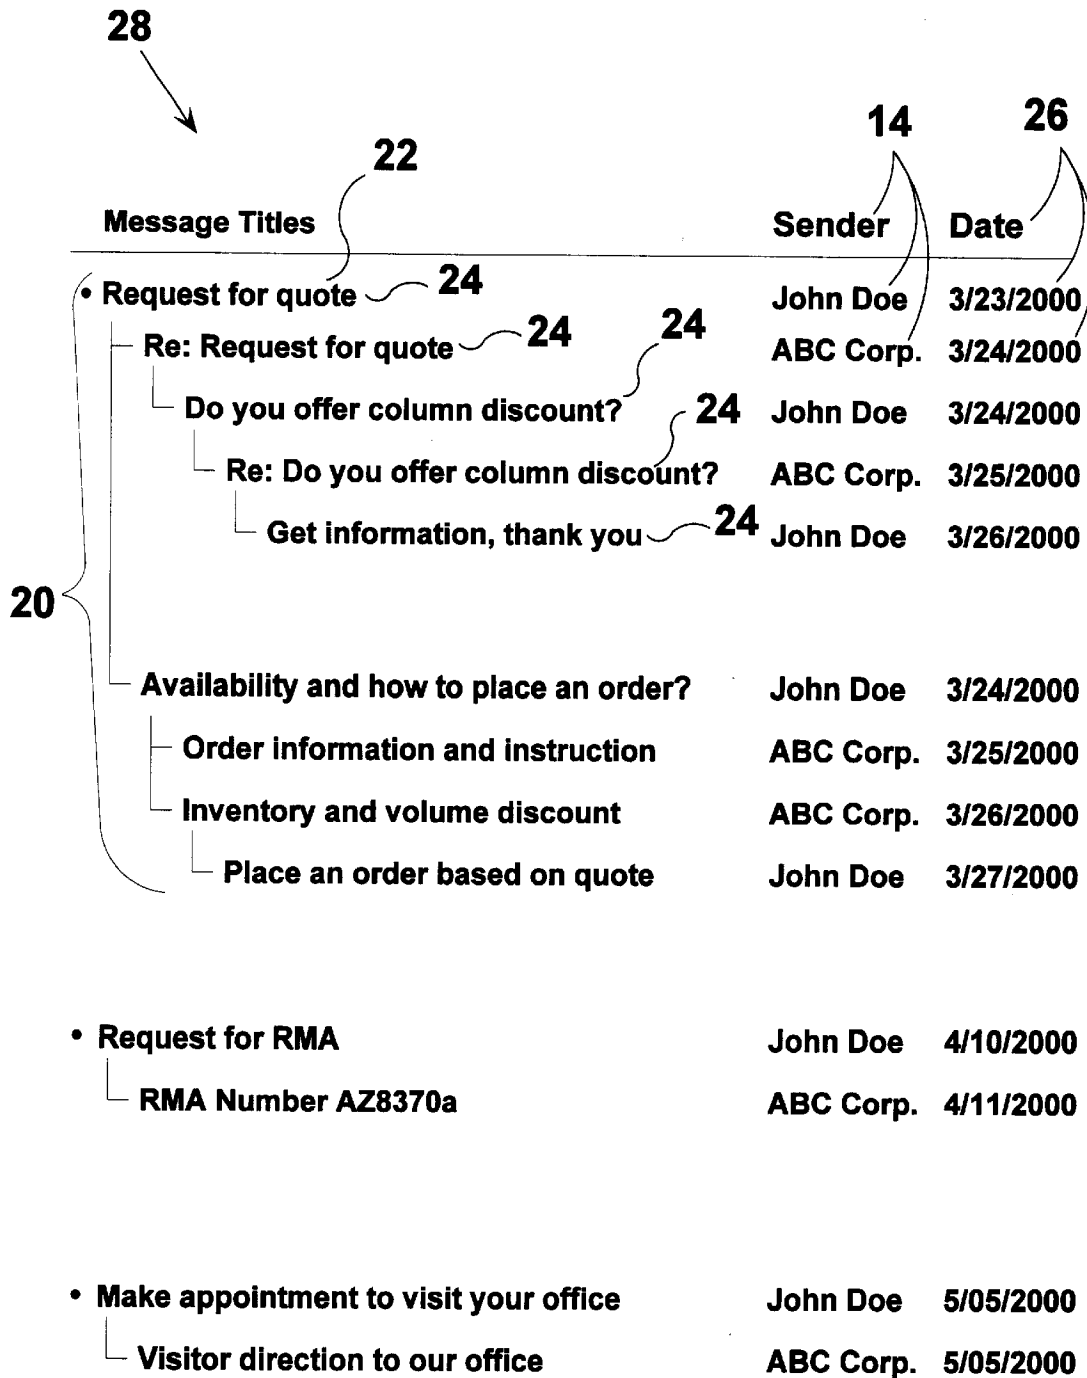 28
14 26
22
Message Titles Sender Date
• Request for quote 24 John Doe 3/23/2000
Re: Request for quote 24 24 ABC Corp. 3/24/2000
Do you offer column discount? 24 John Doe 3/24/2000
Re: Do you offer column discount? ABC Corp. 3/25/2000
Get information, thank you 24 John Doe 3/26/2000
20
Availability and how to place an order? John Doe 3/24/2000
Order information and instruction ABC Corp. 3/25/2000
Inventory and volume discount ABC Corp. 3/26/2000
Place an order based on quote John Doe 3/27/2000
• Request for RMA John Doe 4/10/2000
RMA Number AZ8370a ABC Corp. 4/11/2000
• Make appointment to visit your office John Doe 5/05/2000
Visitor direction to our office ABC Corp. 5/05/2000